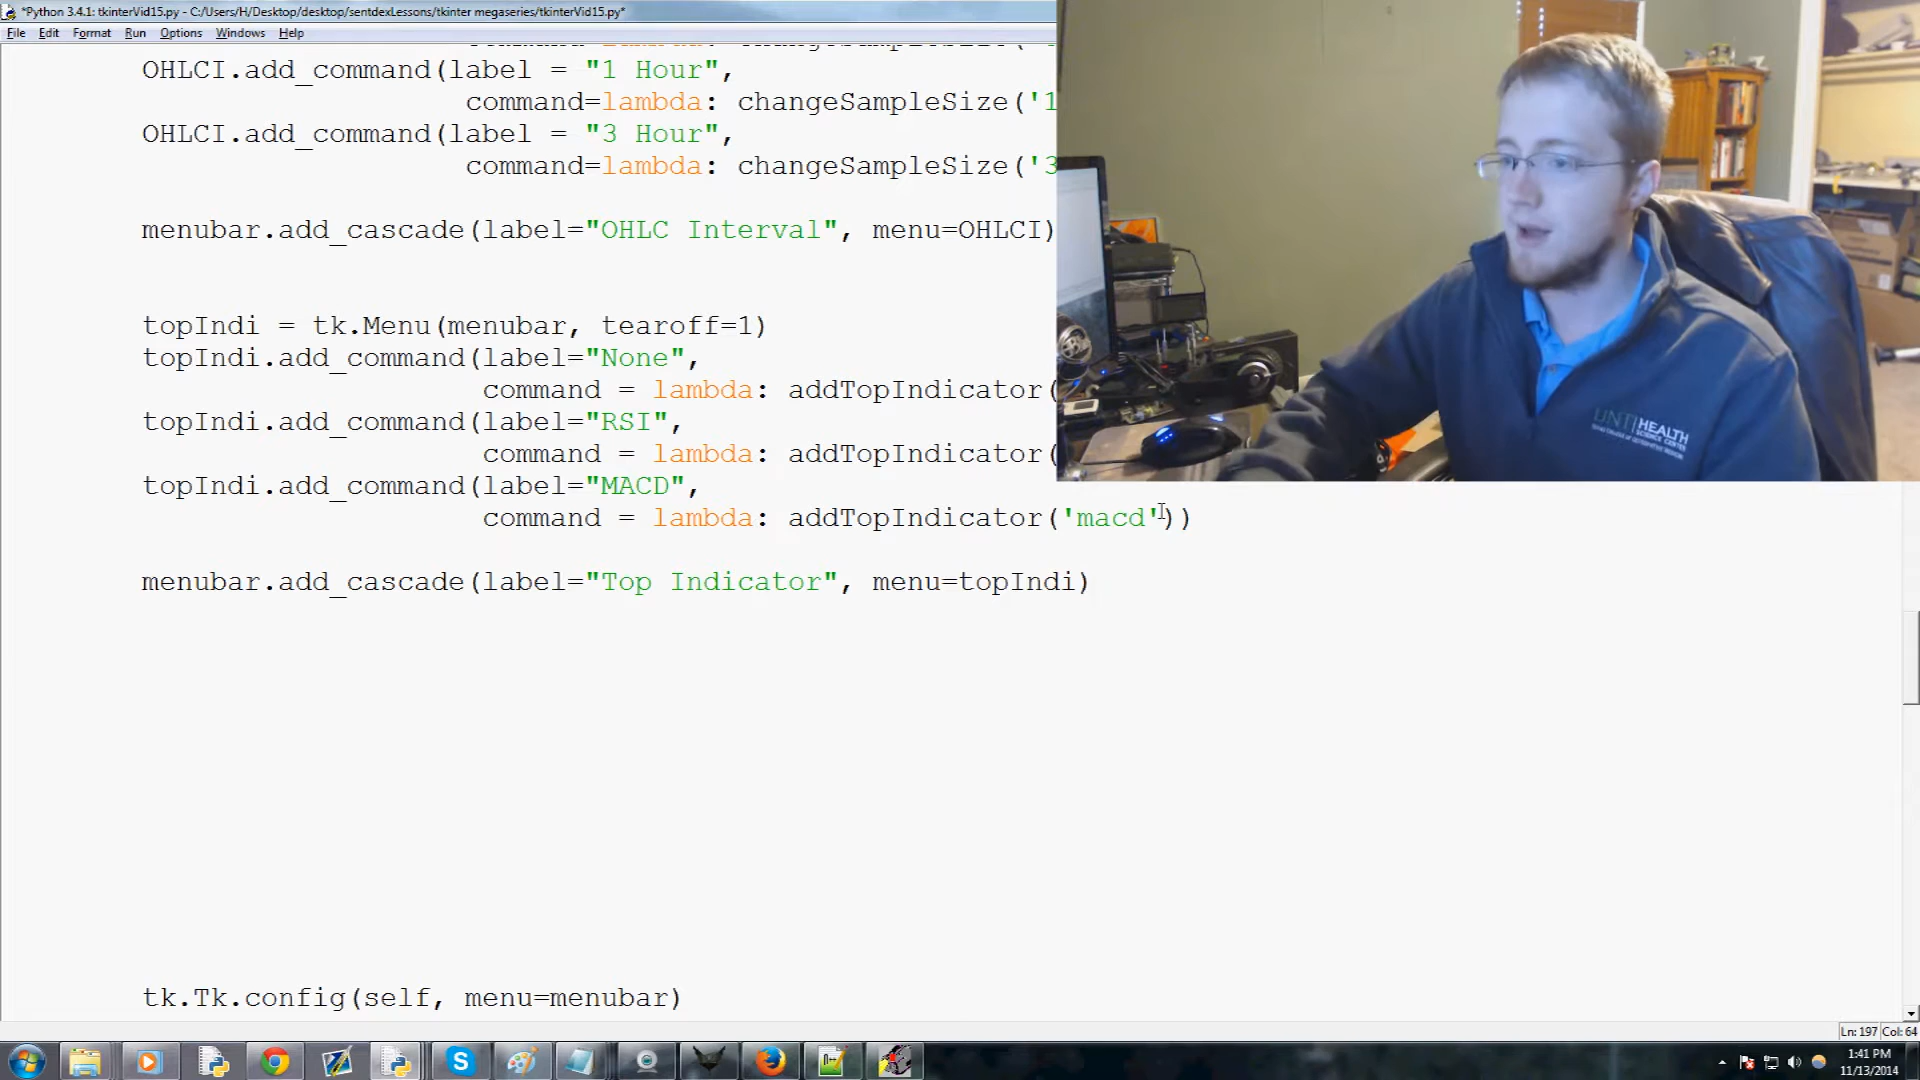 *Python 3.4.1: tkinterVid15.py - C:/Users/H/Desktop/desktop/sentdexLessons/tkinter megaseries/tkinterVid15.py*
File Edit Format Run Options Windows Help
OHLCI.add_command(label = "1 Hour",
command=lambda: changeSampleSize('1
OHLCI.add_command(label = "3 Hour",
command=lambda: changeSampleSize('3
menubar.add_cascade(label="OHLC Interval", menu=OHLCI)
topIndi = tk.Menu(menubar, tearoff=1)
topIndi.add_command(label="None",
command = lambda: addTopIndicator(
topIndi.add_command(label="RSI",
command = lambda: addTopIndicator(
topIndi.add_command(label="MACD",
command = lambda: addTopIndicator('macd'))
menubar.add_cascade(label="Top Indicator", menu=topIndi)
tk.Tk.config(self, menu=menubar)
UNT HEALTH
SCIENCE CENTER
Ln: 197 Col: 64
1:41 PM
11/13/2014